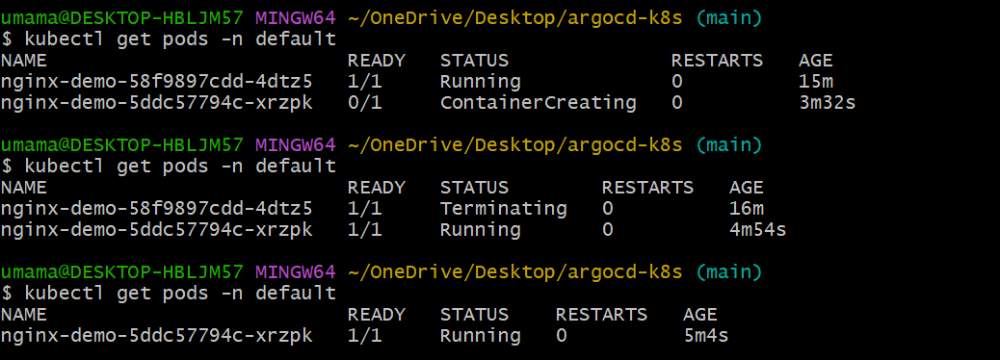 umama@DESKTOP-HBLJM57 MINGW64 ~/OneDrive/Desktop/argocd-k8s (main)
$ kubectl get pods -n default
NAME READY STATUS RESTARTS AGE
nginx-demo-58f9897cdd-4dtz5 1/1 Running 0 15m
nginx-demo-5ddc57794c-xrzpk 0/1 ContainerCreating 0 3m32s
umama@DESKTOP-HBLJM57 MINGW64 ~/OneDrive/Desktop/argocd-k8s (main)
$ kubectl get pods -n default
NAME READY STATUS RESTARTS AGE
nginx-demo-58f9897cdd-4dtz5 1/1 Terminating 0 16m
nginx-demo-5ddc57794c-xrzpk 1/1 Running 0 4m54s
umama@DESKTOP-HBLJM57 MINGW64 ~/OneDrive/Desktop/argocd-k8s (main)
$ kubectl get pods -n default
NAME READY STATUS RESTARTS AGE
nginx-demo-5ddc57794c-xrzpk 1/1 Running 0 5m4s